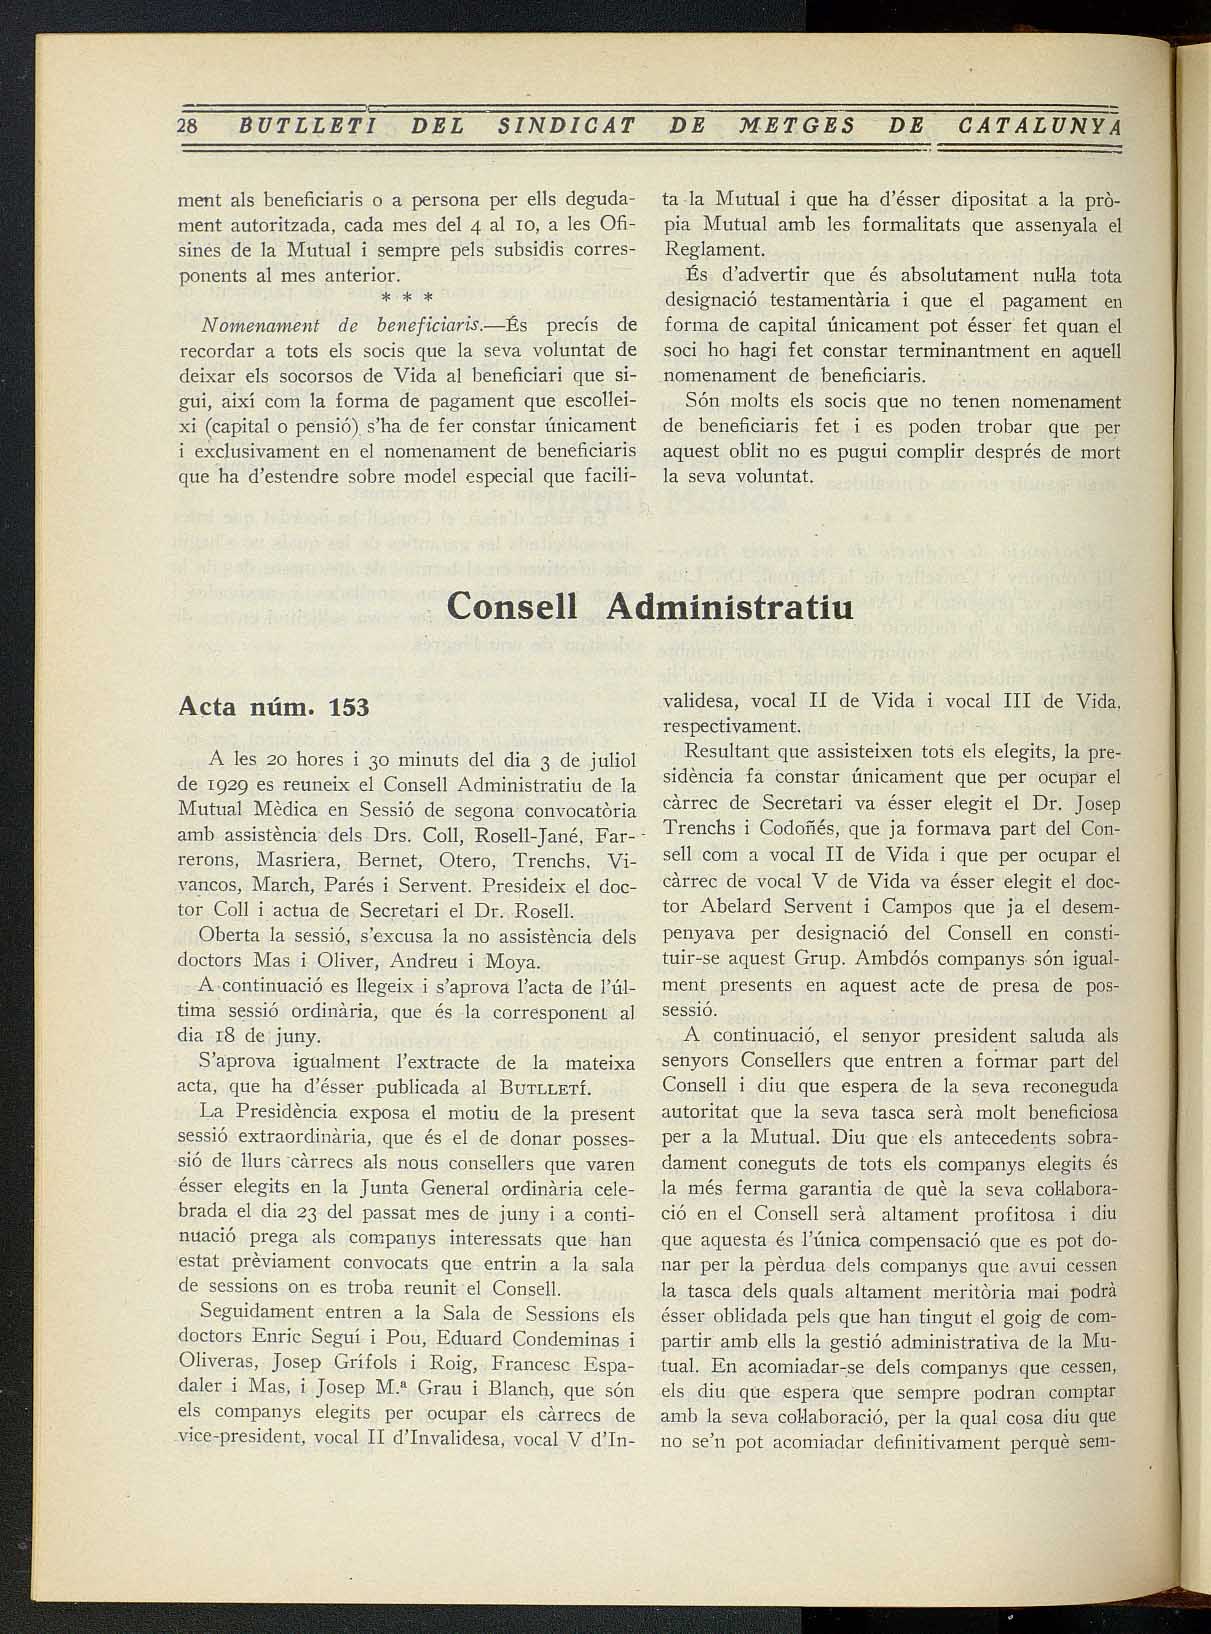 28 BUTLLETÍ DEL SINDICAT DE METGES DE CATALUNYA
ment als beneficiaris o a persona per ells deguda-
ment autoritzada, cada mes del 4 al 10, a les Ofi-
sines de la Mutual i sempre pels subsidis corres-
ponents al mes anterior.
* * *
Nomenament de beneficiaris.—És precís de
recordar a tots els socis que la seva voluntat de
deixar els socorsos de Vida al beneficiari que si-
gui, així com la forma de pagament que escollei-
xi (capital o pensió) s'ha de fer constar únicament
i exclusivament en el nomenament de beneficiaris
que ha d'estendre sobre model especial que facili-
ta la Mutual i que ha d'ésser dipositat a la prò-
pia Mutual amb les formalitats que assenyala el
Reglament.
És d'advertir que és absolutament nul·la tota
designació testamentària i que el pagament en
forma de capital únicament pot ésser fet quan el
soci ho hagi fet constar terminantment en aquell
nomenament de beneficiaris.
Són molts els socis que no tenen nomenament
de beneficiaris fet i es poden trobar que per
aquest oblit no es pugui complir després de mort
la seva voluntat.
Consell Administratiu
Acta núm. 153
A les 20 hores i 30 minuts del dia 3 de juliol
de 1929 es reuneix el Consell Administratiu de la
Mutual Mèdica en Sessió de segona convocatòria
amb assistència dels Drs. Coll, Rosell-Jané, Far-
rerons, Masriera, Bernet, Otero, Trenchs, Vi-
vancos, March, Parés i Servent. Presideix el doc-
tor Coll i actua de Secretari el Dr. Rosell.
Oberta la sessió, s'excusa la no assistència dels
doctors Mas i Oliver, Andreu i Moya.
A continuació es llegeix i s'aprova l'acta de l'úl-
tima sessió ordinària, que és la corresponent al
dia 18 de juny.
S'aprova igualment l'extracte de la mateixa
acta, que ha d'ésser publicada al BUTLLETÍ.
La Presidència exposa el motiu de la present
sessió extraordinària, que és el de donar posses-
sió de llurs càrrecs als nous consellers que varen
ésser elegits en la Junta General ordinària cele-
brada el dia 23 del passat mes de juny i a conti-
nuació prega als companys interessats que han
estat prèviament convocats que entrin a la sala
de sessions on es troba reunit el Consell.
Seguidament entren a la Sala de Sessions els
doctors Enric Seguí i Pou, Eduard Condeminas i
Oliveras, Josep Grífols i Roig, Francesc Espa-
daler i Mas, i Josep M.ª Grau i Blanch, que són
els companys elegits per ocupar els càrrecs de
vice-president, vocal II d'Invalidesa, vocal V d'In-
validesa, vocal II de Vida i vocal III de Vida,
respectivament.
Resultant que assisteixen tots els elegits, la pre-
sidència fa constar únicament que per ocupar el
càrrec de Secretari va ésser elegit el Dr. Josep
Trenchs i Codoñés, que ja formava part del Con-
sell com a vocal II de Vida i que per ocupar el
càrrec de vocal V de Vida va ésser elegit el doc-
tor Abelard Servent i Campos que ja el desem-
penyava per designació del Consell en consti-
tuir-se aquest Grup. Ambdós companys són igual-
ment presents en aquest acte de presa de pos-
sessió.
A continuació, el senyor president saluda als
senyors Consellers que entren a formar part del
Consell i diu que espera de la seva reconeguda
autoritat que la seva tasca serà molt beneficiosa
per a la Mutual. Diu que els antecedents sobra-
dament coneguts de tots els companys elegits és
la més ferma garantia de què la seva col·labora-
ció en el Consell serà altament profitosa i diu
que aquesta és l'única compensació que es pot do-
nar per la pèrdua dels companys que avui cessen
la tasca dels quals altament meritòria mai podrà
ésser oblidada pels que han tingut el goig de com-
partir amb ells la gestió administrativa de la Mu-
tual. En acomiadar-se dels companys que cessen,
els diu que espera que sempre podran comptar
amb la seva col·laboració, per la qual cosa diu que
no se'n pot acomiadar definitivament perquè sem-